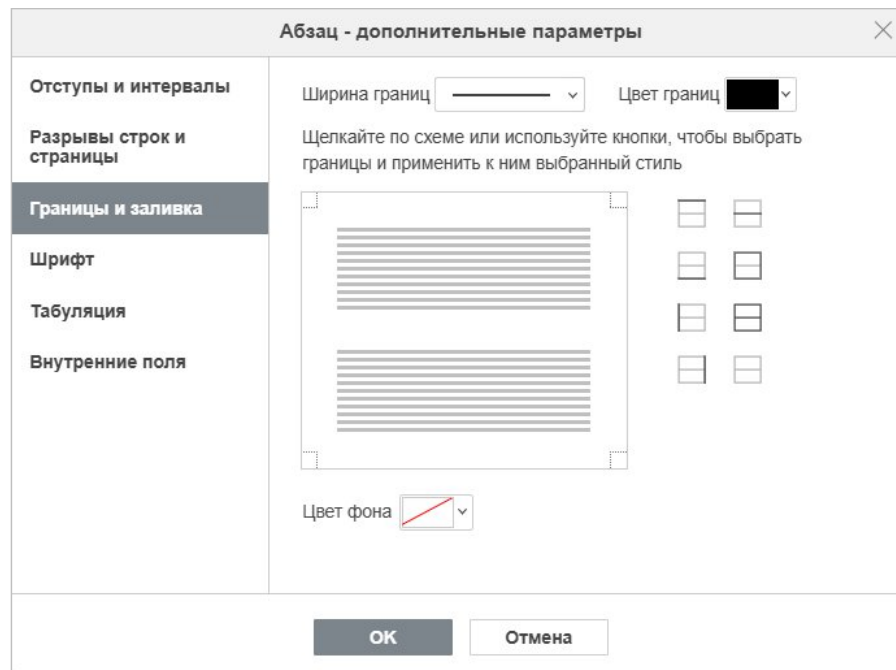 Абзац - дополнительные параметры
Отступы и интервалы
Разрывы строк и
страницы
Границы и заливка
Шрифт
Табуляция
Внутренние поля
Ширина границ
Цвет границ
Щелкайте по схеме или используйте кнопки, чтобы выбрать
границы и применить к ним выбранный стиль
Цвет фона
OK
Отмена